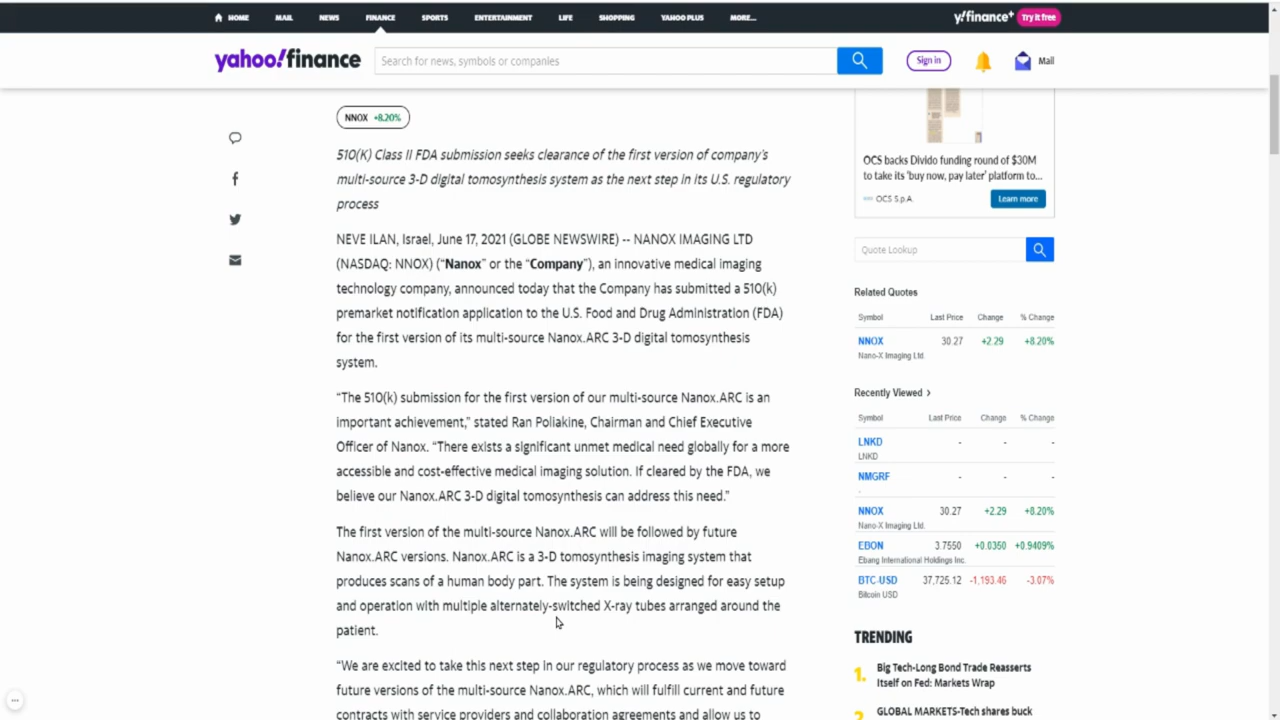 HOME MAIL NEWS FINANCE SPORTS ENTERTAINMENT LIFE SHOPPING YAHOO PLUS MORE...
y!finance+ Try it free
yahoo!finance
Search for news, symbols or companies
Sign in
Mail
NNOX +8.20%
510(K) Class II FDA submission seeks clearance of the first version of company's
multi-source 3-D digital tomosynthesis system as the next step in its U.S. regulatory
process
NEVE ILAN, Israel, June 17, 2021 (GLOBE NEWSWIRE) -- NANOX IMAGING LTD
(NASDAQ: NNOX) (“Nanox” or the “Company”), an innovative medical imaging
technology company, announced today that the Company has submitted a 510(k)
premarket notification application to the U.S. Food and Drug Administration (FDA)
for the first version of its multi-source Nanox.ARC 3-D digital tomosynthesis
system.
“The 510(k) submission for the first version of our multi-source Nanox.ARC is an
important achievement,” stated Ran Poliakine, Chairman and Chief Executive
Officer of Nanox. “There exists a significant unmet medical need globally for a more
accessible and cost-effective medical imaging solution. If cleared by the FDA, we
believe our Nanox.ARC 3-D digital tomosynthesis can address this need.”
The first version of the multi-source Nanox.ARC will be followed by future
Nanox.ARC versions. Nanox.ARC is a 3-D tomosynthesis imaging system that
produces scans of a human body part. The system is being designed for easy setup
and operation with multiple alternately-switched X-ray tubes arranged around the
patient.
“We are excited to take this next step in our regulatory process as we move toward
future versions of the multi-source Nanox.ARC, which will fulfill current and future
contracts with service providers and collaboration agreements and allow us to
OCS backs Divido funding round of $30M
to take its 'buy now, pay later' platform to...
OCS S.p.A.
Learn more
Quote Lookup
Related Quotes
Symbol Last Price Change % Change
NNOX 30.27 +2.29 +8.20%
Nano-X Imaging Ltd.
Recently Viewed >
Symbol Last Price Change % Change
LNKD - - -
LNKD
NMGRF - - -
.
NNOX 30.27 +2.29 +8.20%
Nano-X Imaging Ltd.
EBON 3.7550 +0.0350 +0.9409%
Ebang International Holdings Inc.
BTC-USD 37,725.12 -1,193.46 -3.07%
Bitcoin USD
TRENDING
1. Big Tech-Long Bond Trade Reasserts
Itself on Fed: Markets Wrap
2. GLOBAL MARKETS-Tech shares buck